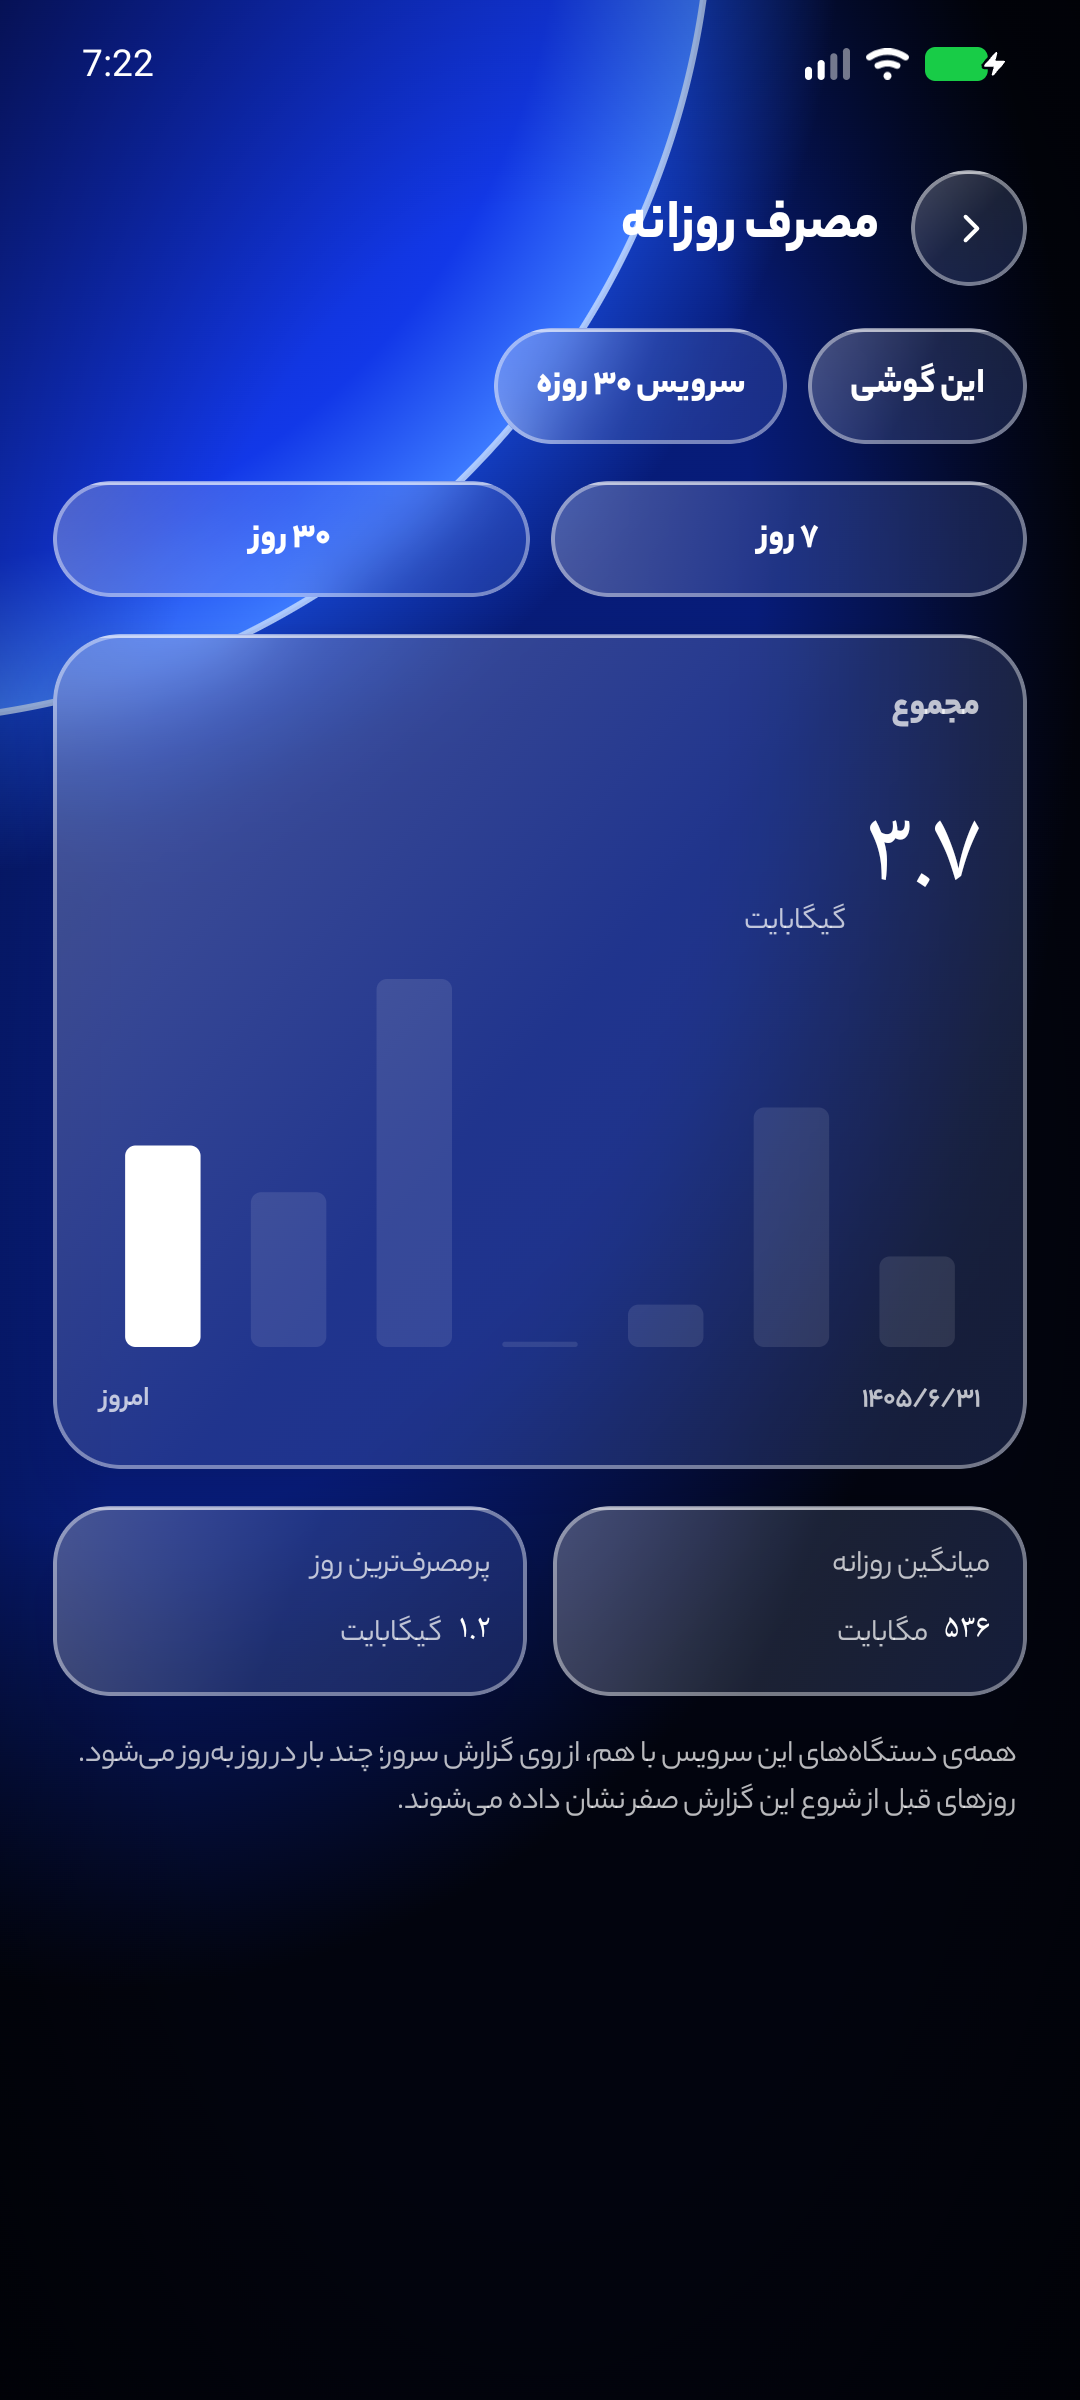 7:22
مصرف روزانه
این گوشی
سرویس ۳۰ روزه
۷ روز
۳۰ روز
مجموع
۳.۷
گیگابایت
۱۴۰۵/۶/۳۱
امروز
میانگین روزانه
۵۳۶ مگابایت
پرمصرف‌ترین روز
۱.۲ گیگابایت
همه‌ی دستگاه‌های این سرویس با هم، از روی گزارش سرور؛ چند بار در روز به‌روز می‌شود.
روزهای قبل از شروع این گزارش صفر نشان داده می‌شوند.